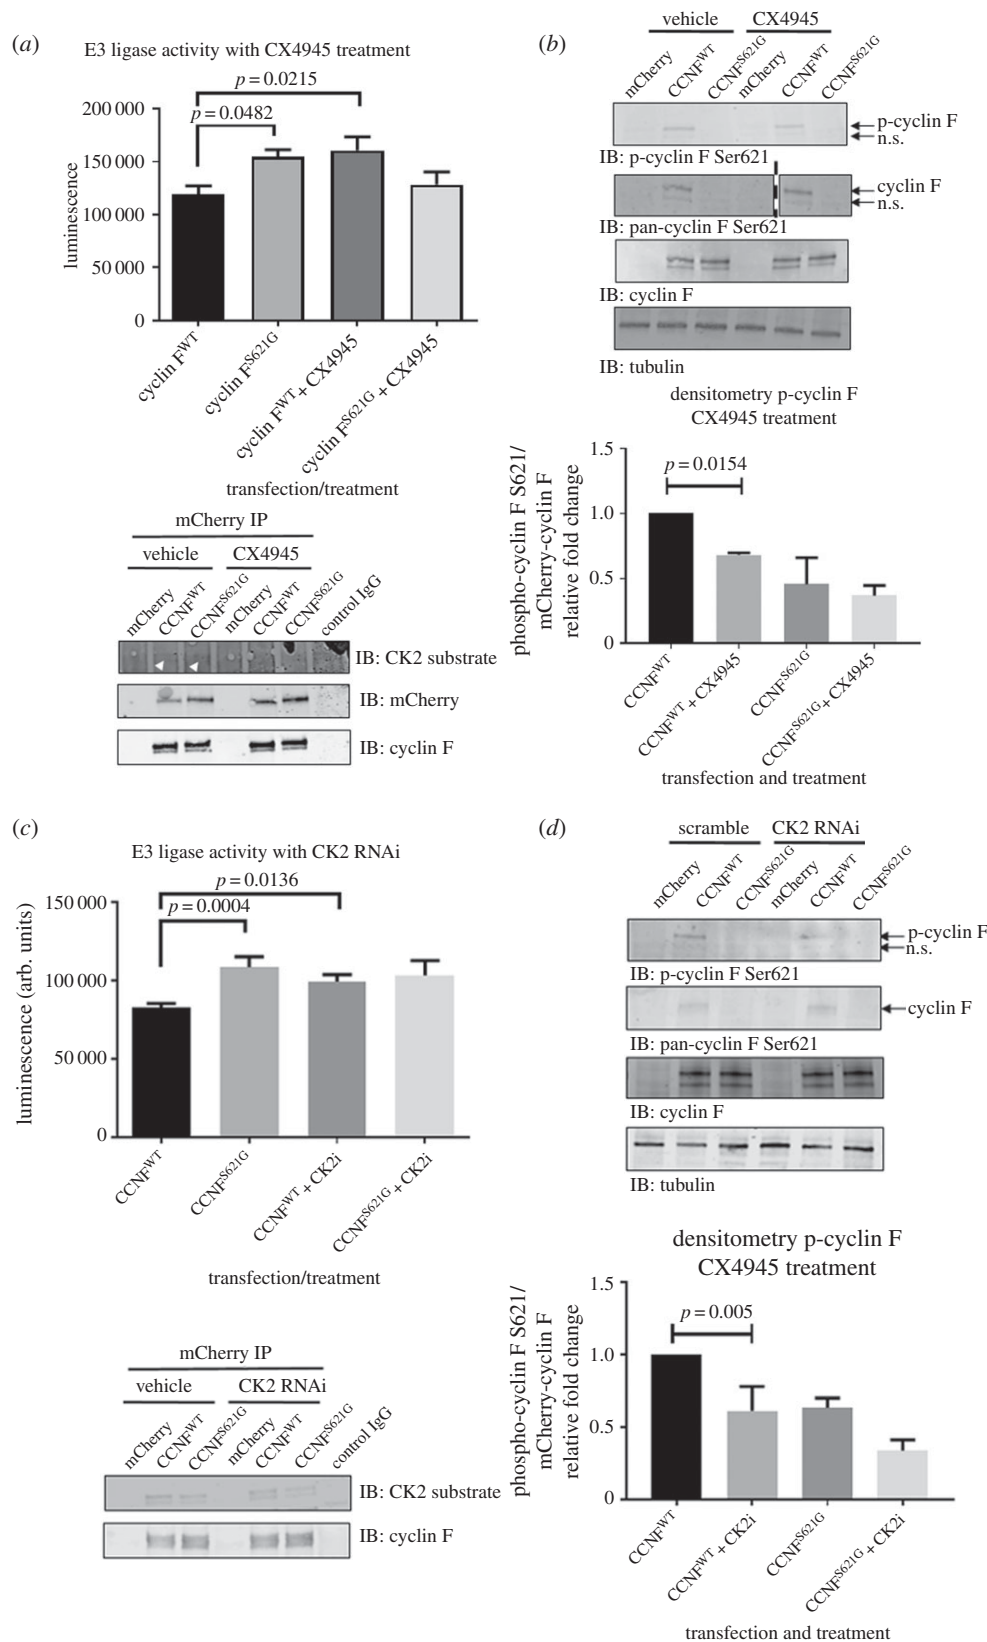 (a)
E3 ligase activity with CX4945 treatment
p = 0.0215
p = 0.0482
200 000
150 000
100 000
50 000
0
luminescence
cyclin F^WT
cyclin F^S621G
cyclin F^WT + CX4945
cyclin F^S621G + CX4945
transfection/treatment
mCherry IP
vehicle CX4945
mCherry
CCNF^WT
CCNF^S621G
mCherry
CCNF^WT
CCNF^S621G
control IgG
IB: CK2 substrate
IB: mCherry
IB: cyclin F
(b)
vehicle CX4945
mCherry
CCNF^WT
CCNF^S621G
mCherry
CCNF^WT
CCNF^S621G
p-cyclin F
n.s.
IB: p-cyclin F Ser621
cyclin F
n.s.
IB: pan-cyclin F Ser621
IB: cyclin F
IB: tubulin
densitometry p-cyclin F
CX4945 treatment
1.5
1.0
0.5
0
p = 0.0154
phospho-cyclin F S621/
mCherry-cyclin F
relative fold change
CCNF^WT
CCNF^WT + CX4945
CCNF^S621G
CCNF^S621G + CX4945
transfection and treatment
(c)
E3 ligase activity with CK2 RNAi
p = 0.0136
p = 0.0004
150 000
100 000
50 000
0
luminescence (arb. units)
CCNF^WT
CCNF^S621G
CCNF^WT + CK2i
CCNF^S621G + CK2i
transfection/treatment
mCherry IP
vehicle CK2 RNAi
mCherry
CCNF^WT
CCNF^S621G
mCherry
CCNF^WT
CCNF^S621G
control IgG
IB: CK2 substrate
IB: cyclin F
(d)
scramble CK2 RNAi
mCherry
CCNF^WT
CCNF^S621G
mCherry
CCNF^WT
CCNF^S621G
p-cyclin F
n.s.
IB: p-cyclin F Ser621
cyclin F
IB: pan-cyclin F Ser621
IB: cyclin F
IB: tubulin
densitometry p-cyclin F
CX4945 treatment
1.5
1.0
0.5
0
p = 0.005
phospho-cyclin F S621/
mCherry-cyclin F
relative fold change
CCNF^WT
CCNF^WT + CK2i
CCNF^S621G
CCNF^S621G + CK2i
transfection and treatment